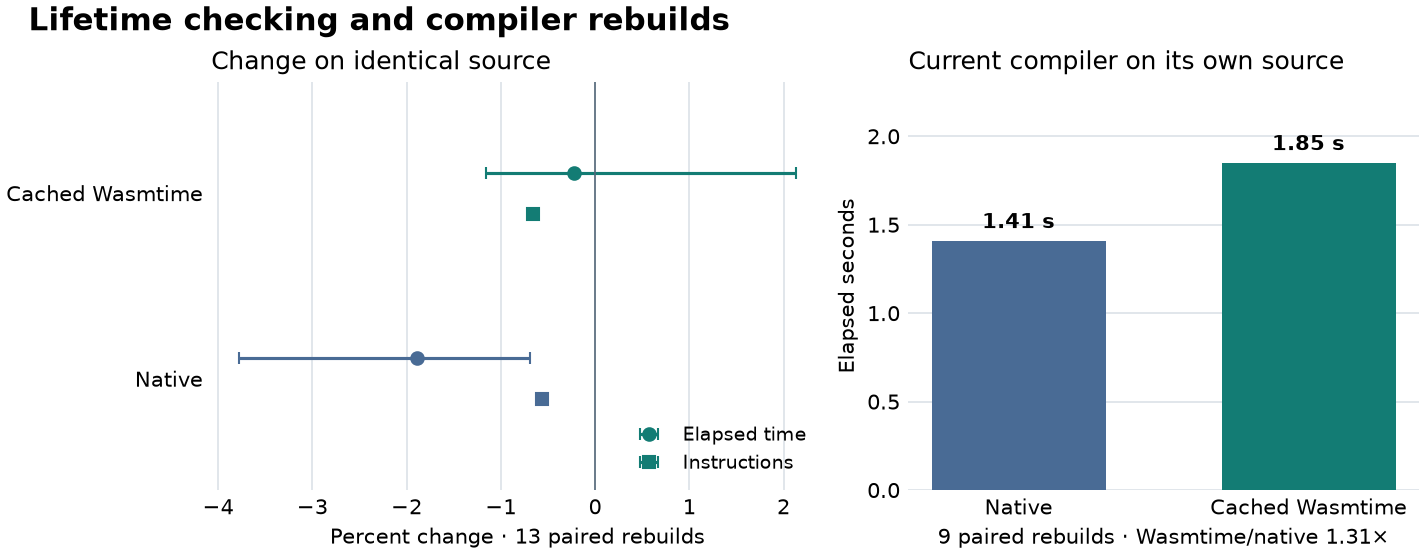 Lifetime checking and compiler rebuilds
Change on identical source
Cached Wasmtime
Native
Elapsed time
Instructions
−4 −3 −2 −1 0 1 2
Percent change · 13 paired rebuilds
Current compiler on its own source
Elapsed seconds
2.0
1.5
1.0
0.5
0.0
1.41 s
1.85 s
Native Cached Wasmtime
9 paired rebuilds · Wasmtime/native 1.31×